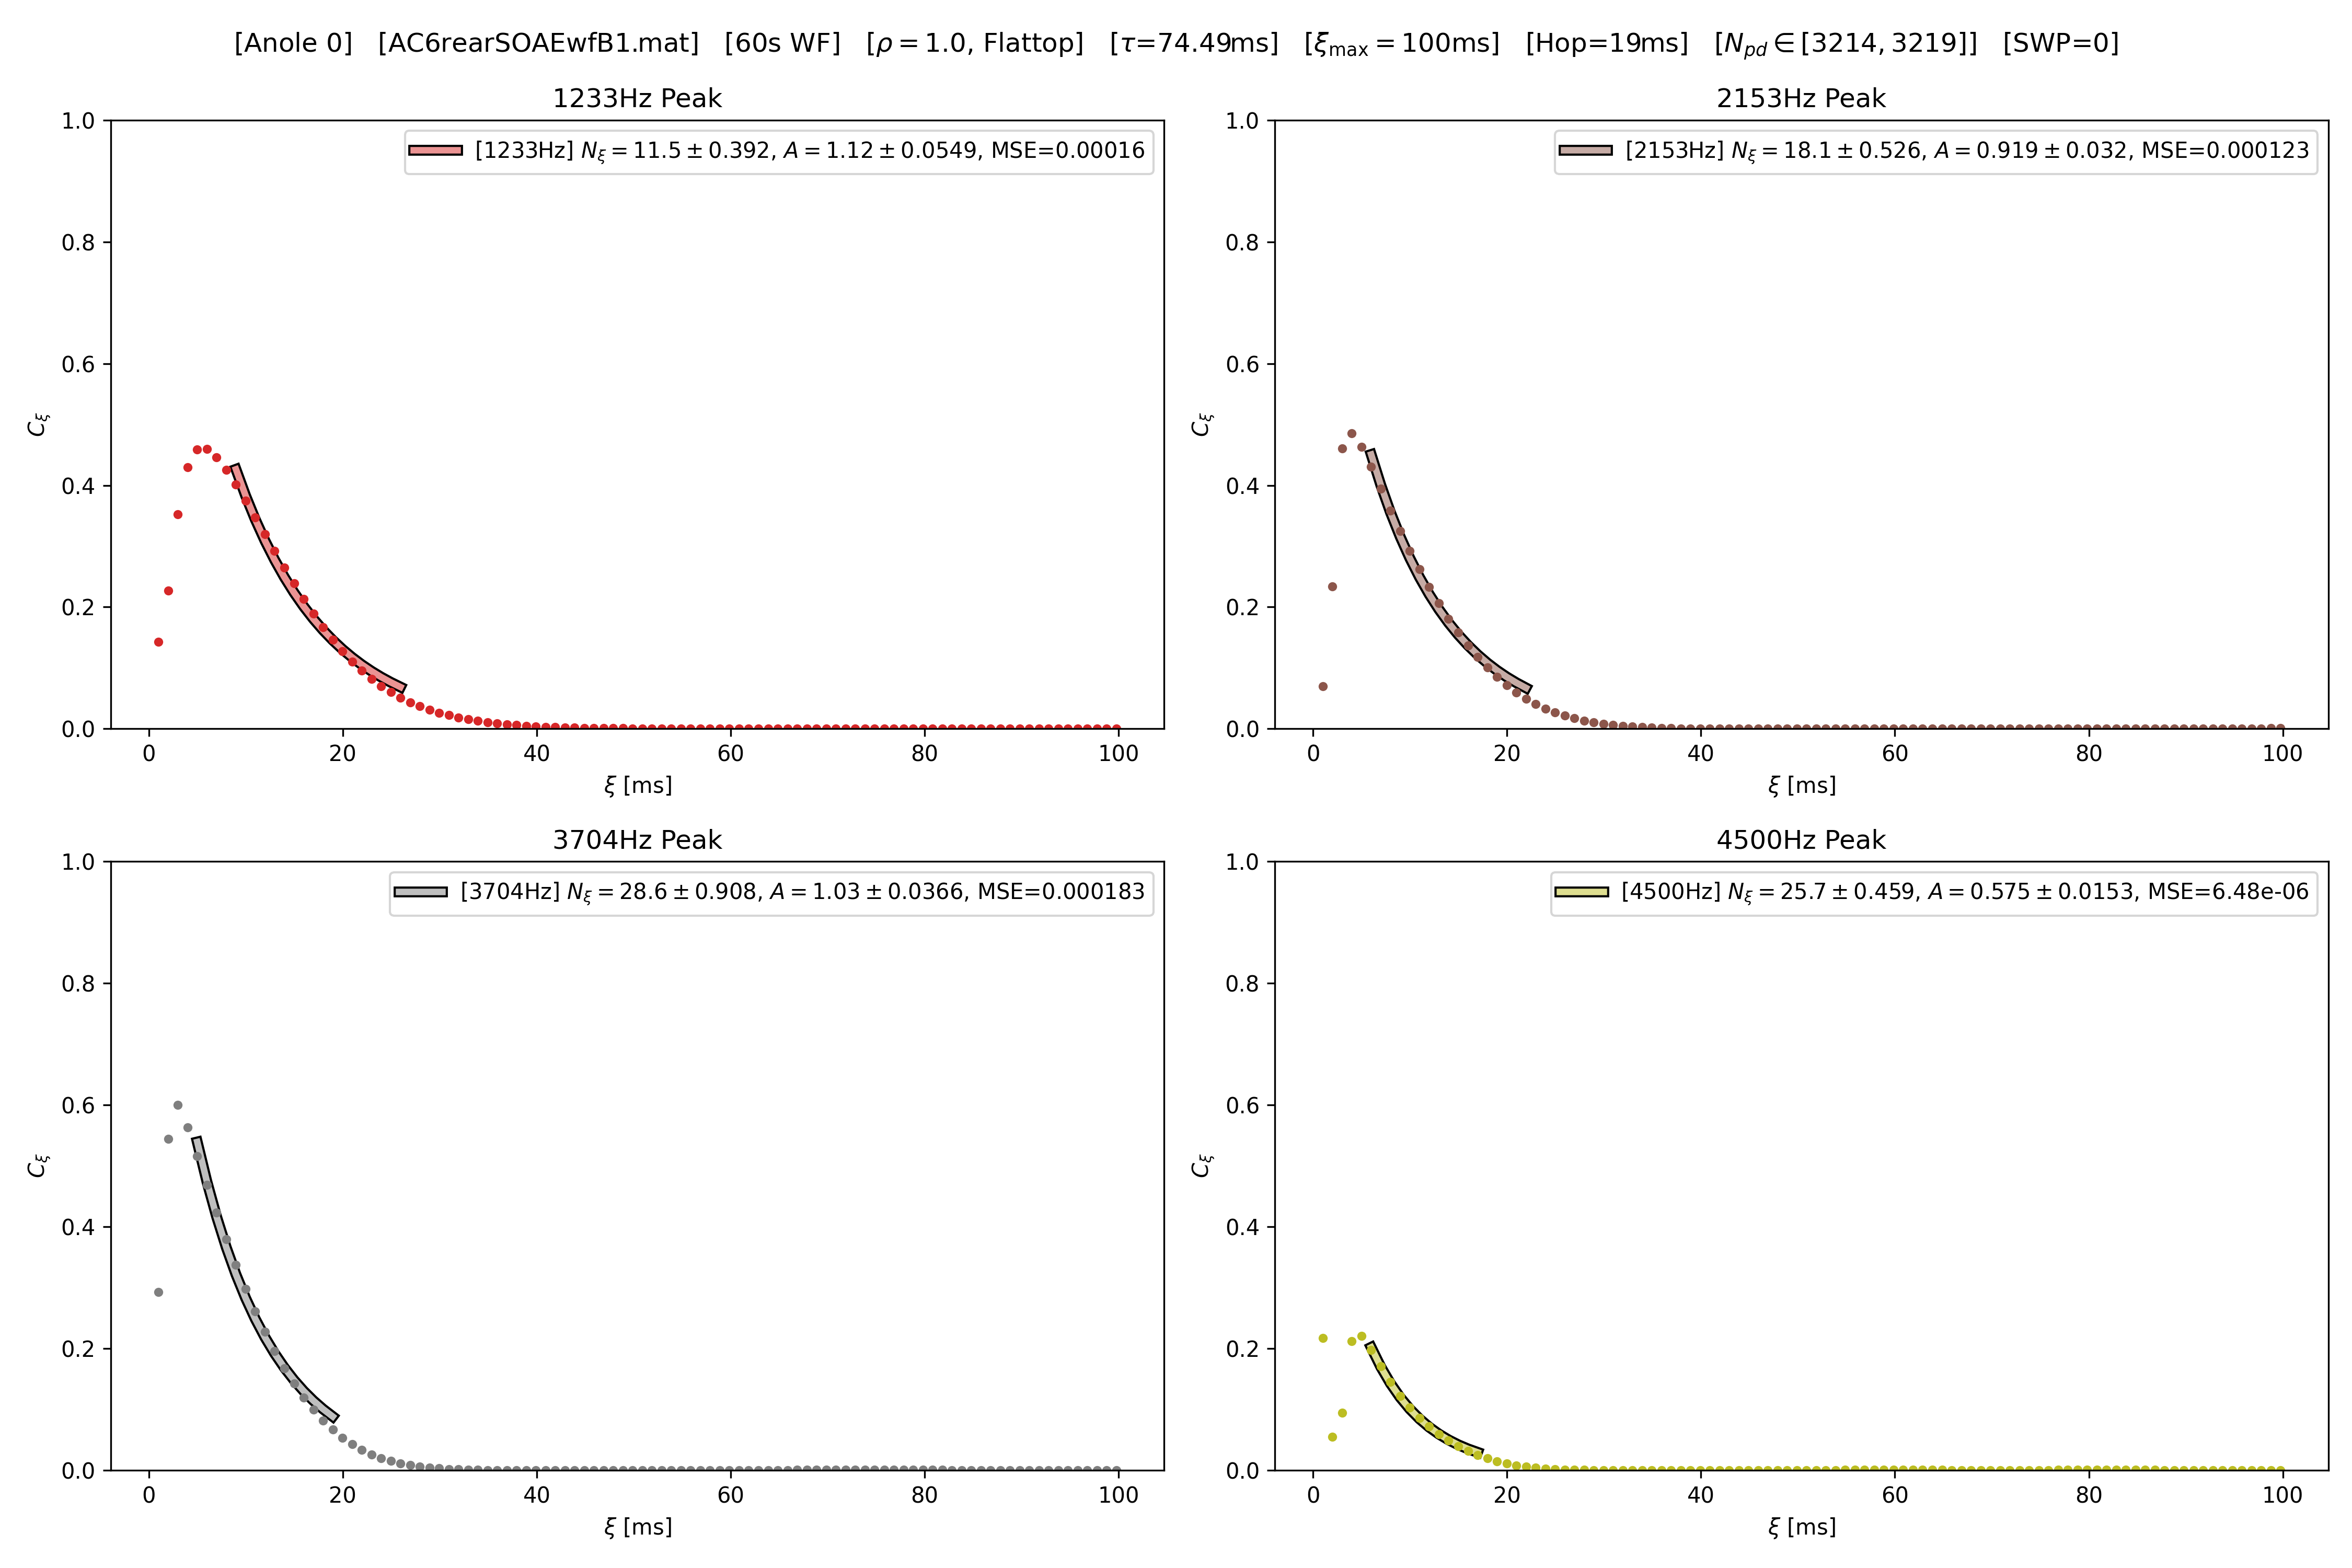 [Anole 0] [AC6rearSOAEwfB1.mat] [60s WF] [ρ = 1.0, Flattop] [τ=74.49ms] [ξmax = 100ms] [Hop=19ms] [Npd ∈ [3214, 3219]] [SWP=0]
1233Hz Peak
[1233Hz] Nξ = 11.5 ± 0.392, A = 1.12 ± 0.0549, MSE=0.00016
1.0
0.8
0.6
0.4
0.2
0.0
Cξ
0 20 40 60 80 100
ξ [ms]
2153Hz Peak
[2153Hz] Nξ = 18.1 ± 0.526, A = 0.919 ± 0.032, MSE=0.000123
1.0
0.8
0.6
0.4
0.2
0.0
Cξ
0 20 40 60 80 100
ξ [ms]
3704Hz Peak
[3704Hz] Nξ = 28.6 ± 0.908, A = 1.03 ± 0.0366, MSE=0.000183
1.0
0.8
0.6
0.4
0.2
0.0
Cξ
0 20 40 60 80 100
ξ [ms]
4500Hz Peak
[4500Hz] Nξ = 25.7 ± 0.459, A = 0.575 ± 0.0153, MSE=6.48e-06
1.0
0.8
0.6
0.4
0.2
0.0
Cξ
0 20 40 60 80 100
ξ [ms]